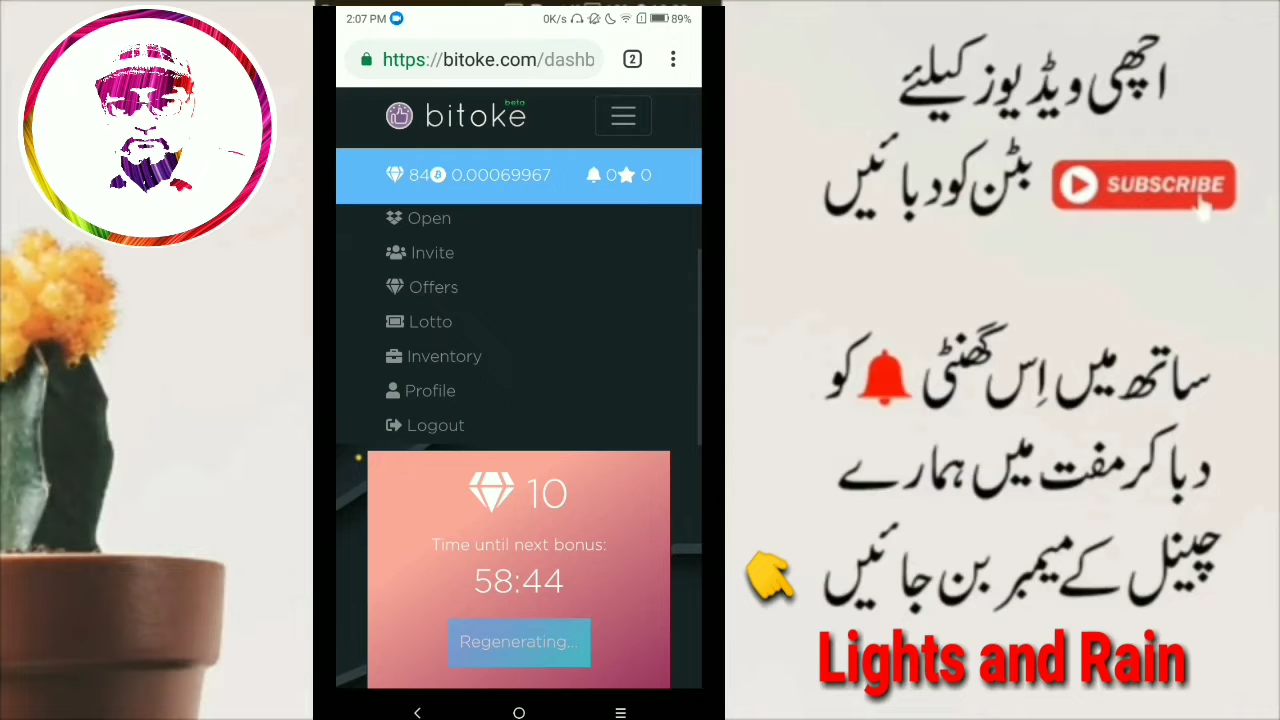 2:07 PM 0K/s 89%
https://bitoke.com/dashb 2
bitoke beta
84 0.00069967 0 0
Open
Invite
Offers
Lotto
Inventory
Profile
Logout
10
Time until next bonus:
58:44
Regenerating...
اچھی ویڈیوز کیلئے
بٹن کو دبائیں
SUBSCRIBE
ساتھ میں اِس گھنٹی کو
دبا کر مفت میں ہمارے
چینل کے میمبر بن جائیں
Lights and Rain